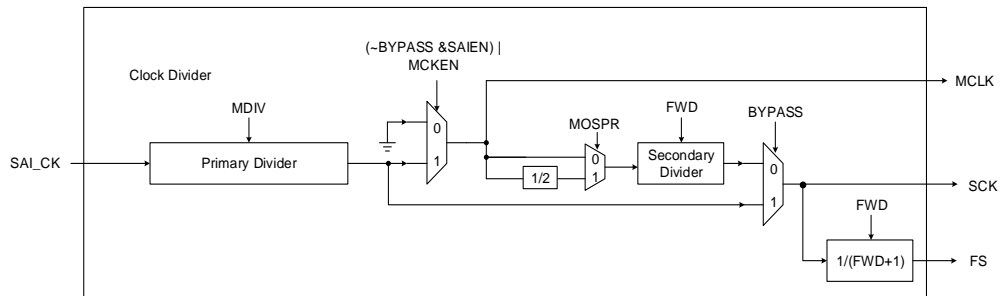 (~BYPASS &SAIEN) |
MCKEN
Clock Divider
MCLK
MDIV
0
1
MOSPR
FWD
BYPASS
SAI_CK
Primary Divider
0
1
1/2
Secondary
Divider
0
1
SCK
FWD
1/(FWD+1)
FS